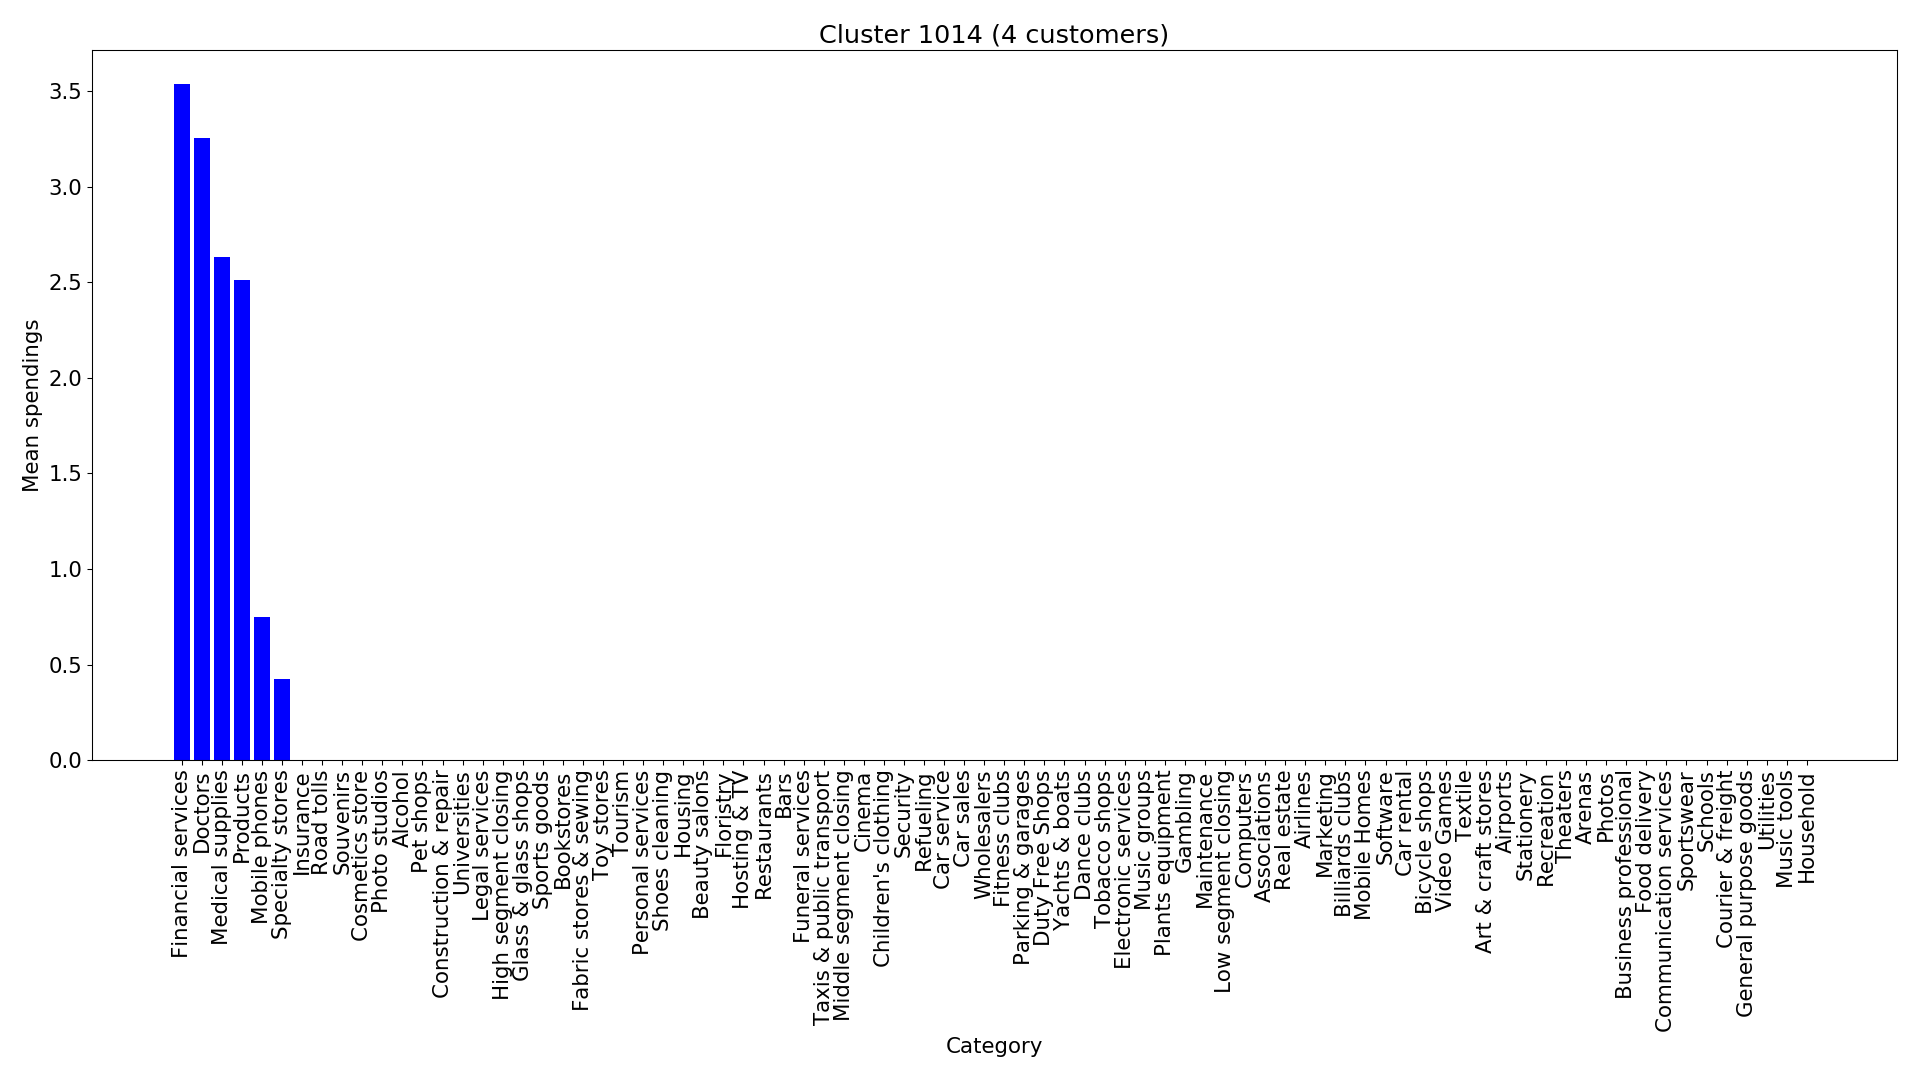 Cluster 1014 (4 customers)
Mean spendings
3.5
3.0
2.5
2.0
1.5
1.0
0.5
0.0
Financial services
Doctors
Medical supplies
Products
Mobile phones
Specialty stores
Insurance
Road tolls
Souvenirs
Cosmetics store
Photo studios
Alcohol
Pet shops
Construction & repair
Universities
Legal services
High segment closing
Glass & glass shops
Sports goods
Bookstores
Fabric stores & sewing
Toy stores
Tourism
Personal services
Shoes cleaning
Housing
Beauty salons
Floristry
Hosting & TV
Restaurants
Bars
Funeral services
Taxis & public transport
Middle segment closing
Cinema
Children's clothing
Security
Refueling
Car service
Car sales
Wholesalers
Fitness clubs
Parking & garages
Duty Free Shops
Yachts & boats
Dance clubs
Tobacco shops
Electronic services
Music groups
Plants equipment
Gambling
Maintenance
Low segment closing
Computers
Associations
Real estate
Airlines
Marketing
Billiards clubs
Mobile Homes
Software
Car rental
Bicycle shops
Video Games
Textile
Art & craft stores
Airports
Stationery
Recreation
Theaters
Arenas
Photos
Business professional
Food delivery
Communication services
Sportswear
Schools
Courier & freight
General purpose goods
Utilities
Music tools
Household
Category